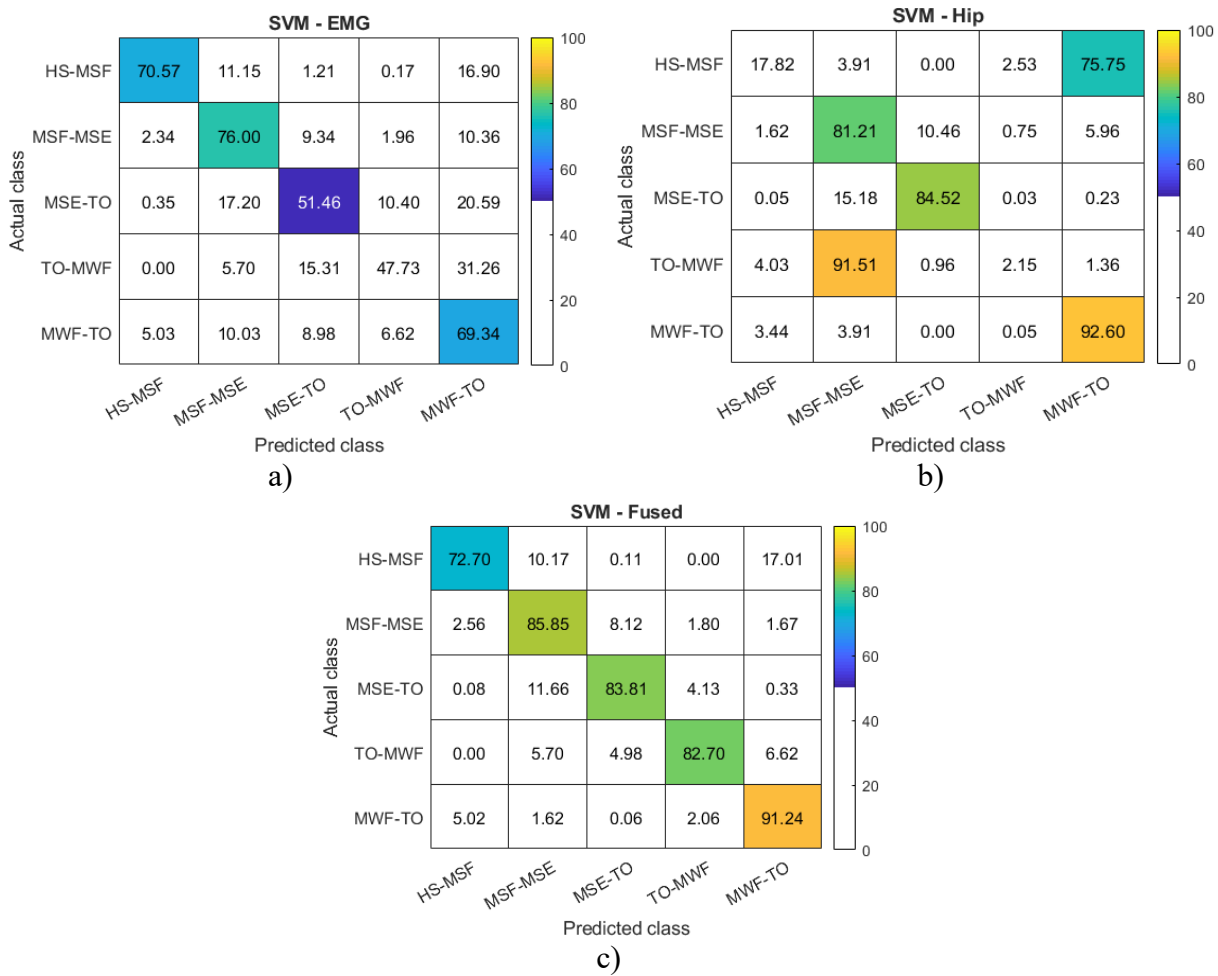 SVM - EMG
HS-MSF 70.57 11.15 1.21 0.17 16.90
MSF-MSE 2.34 76.00 9.34 1.96 10.36
MSE-TO 0.35 17.20 51.46 10.40 20.59
TO-MWF 0.00 5.70 15.31 47.73 31.26
MWF-TO 5.03 10.03 8.98 6.62 69.34
HS-MSF MSF-MSE MSE-TO TO-MWF MWF-TO
Predicted class
Actual class
100
80
60
40
20
0
a)
SVM - Hip
HS-MSF 17.82 3.91 0.00 2.53 75.75
MSF-MSE 1.62 81.21 10.46 0.75 5.96
MSE-TO 0.05 15.18 84.52 0.03 0.23
TO-MWF 4.03 91.51 0.96 2.15 1.36
MWF-TO 3.44 3.91 0.00 0.05 92.60
HS-MSF MSF-MSE MSE-TO TO-MWF MWF-TO
Predicted class
Actual class
100
80
60
40
20
0
b)
SVM - Fused
HS-MSF 72.70 10.17 0.11 0.00 17.01
MSF-MSE 2.56 85.85 8.12 1.80 1.67
MSE-TO 0.08 11.66 83.81 4.13 0.33
TO-MWF 0.00 5.70 4.98 82.70 6.62
MWF-TO 5.02 1.62 0.06 2.06 91.24
HS-MSF MSF-MSE MSE-TO TO-MWF MWF-TO
Predicted class
Actual class
100
80
60
40
20
0
c)